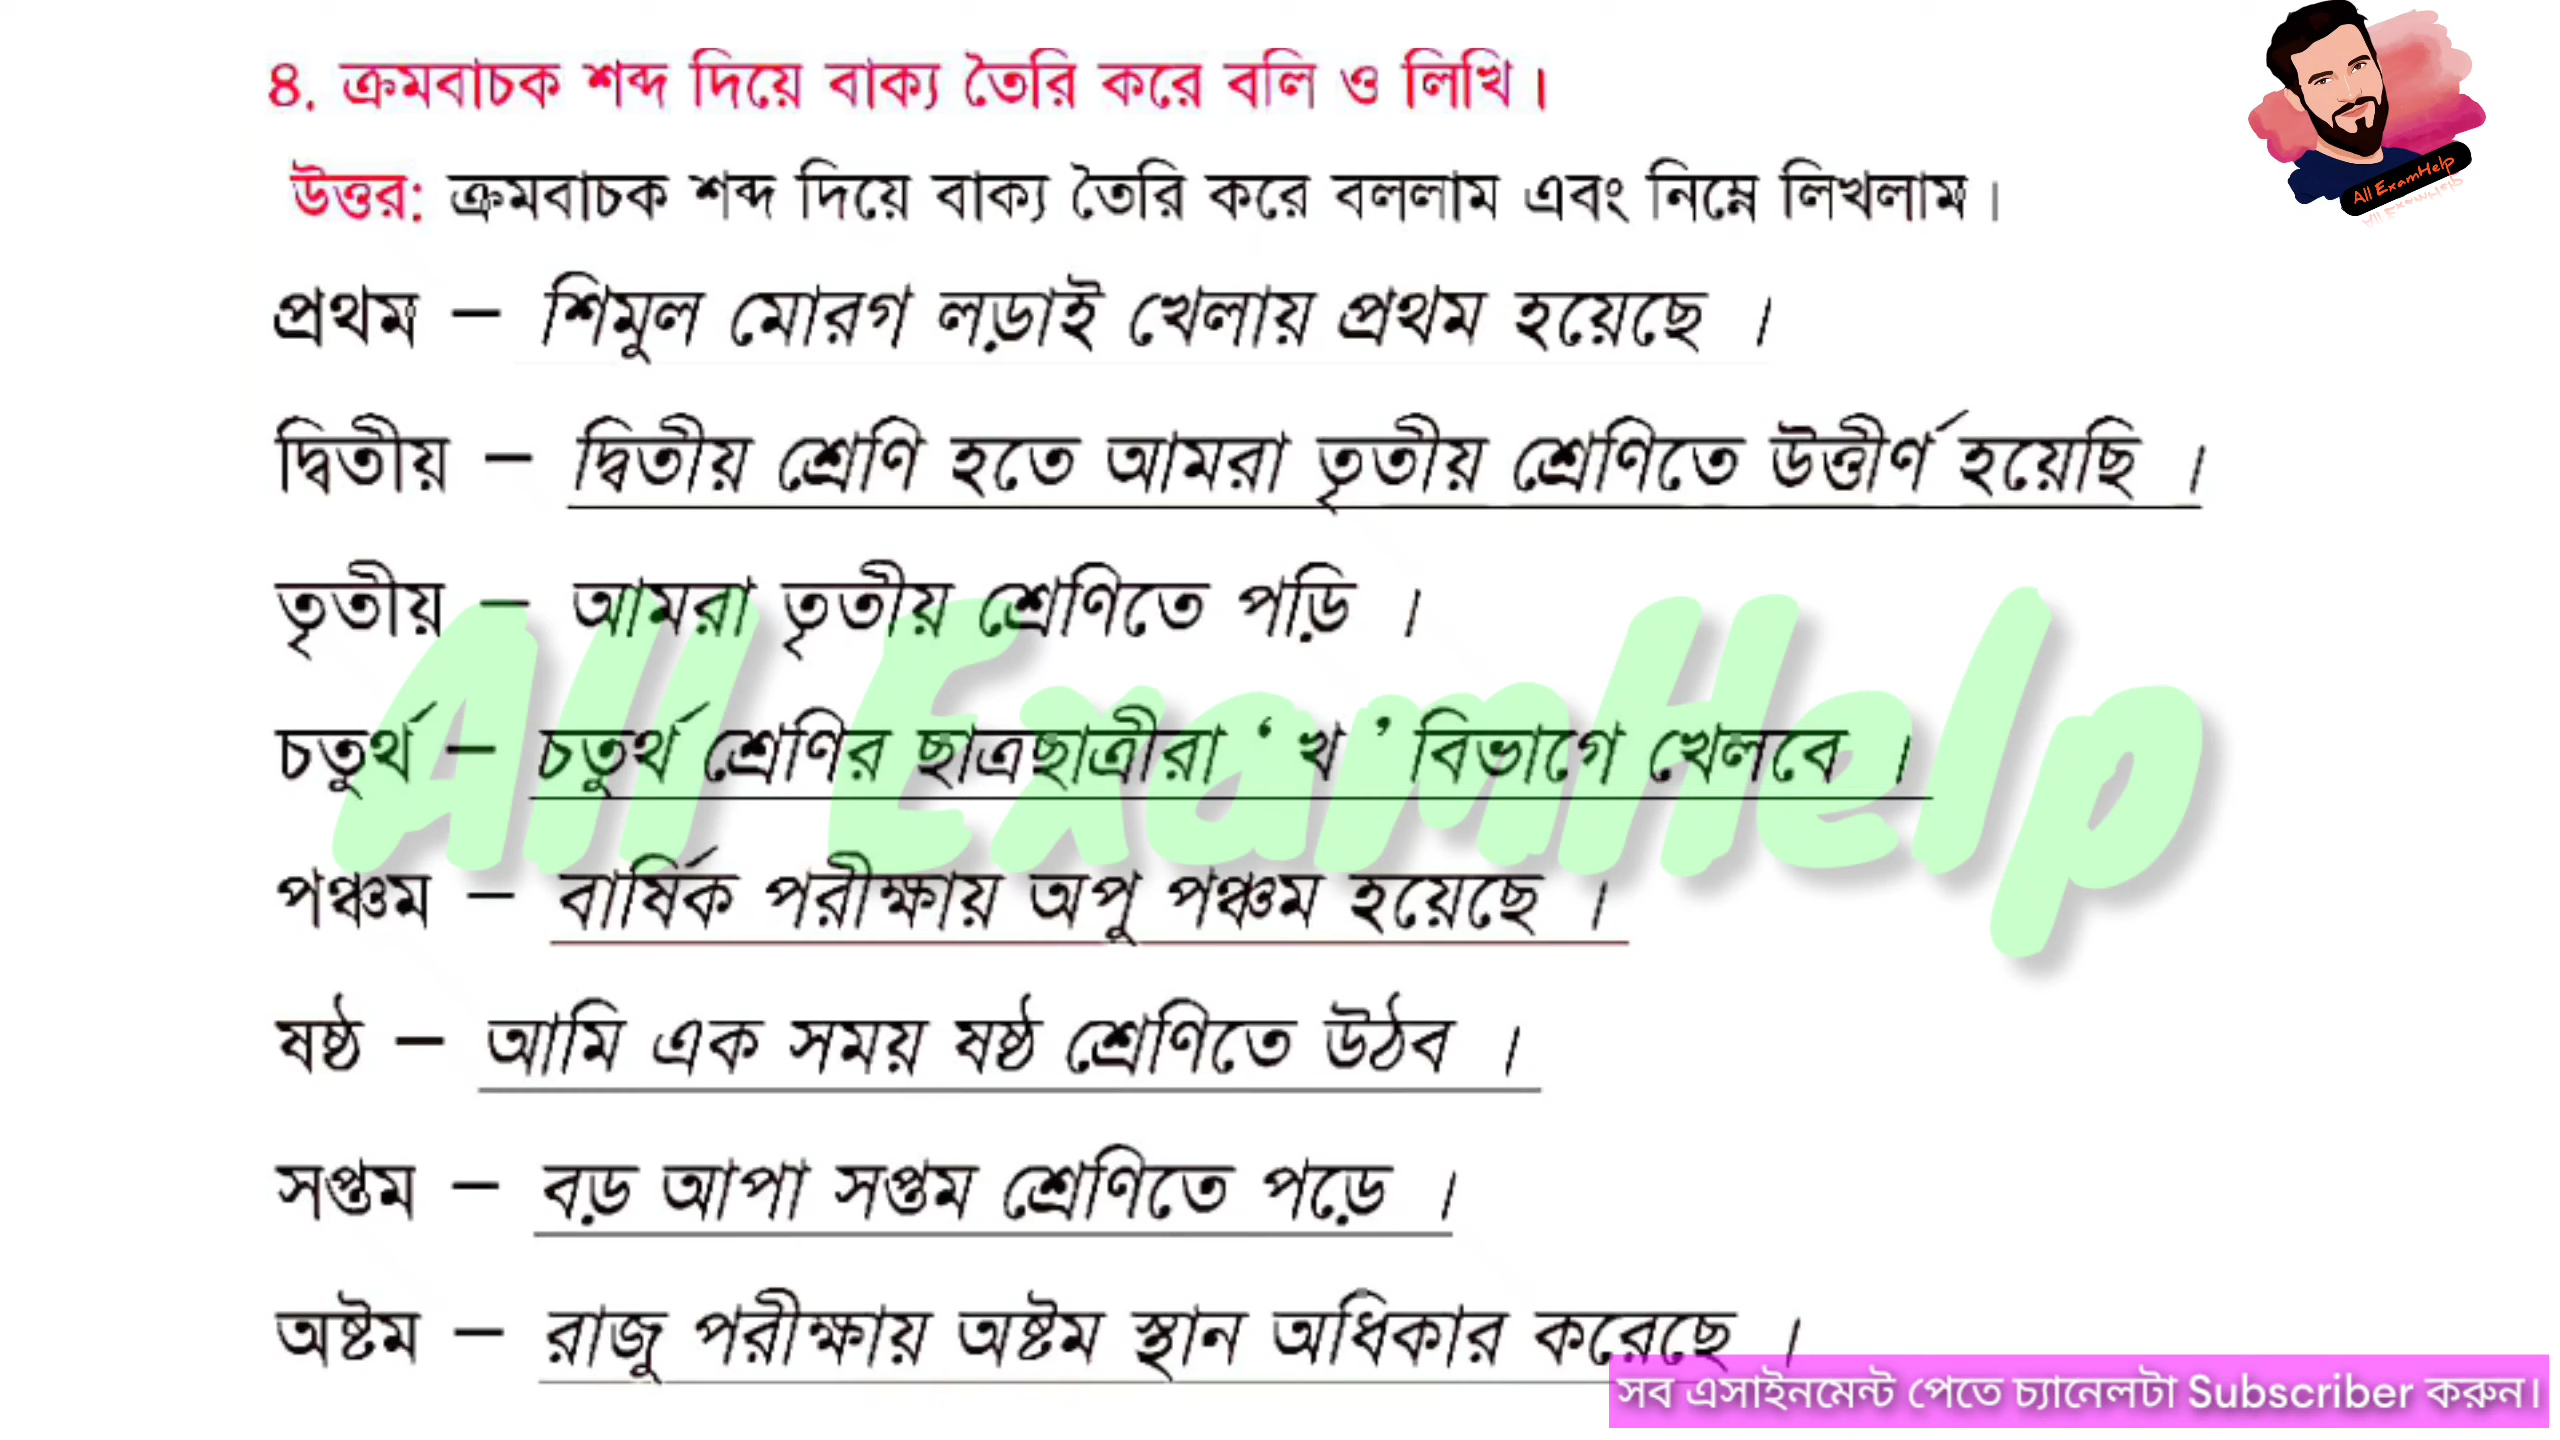 ৪. ক্রমবাচক শব্দ দিয়ে বাক্য তৈরি করে বলি ও লিখি।
উত্তর: ক্রমবাচক শব্দ দিয়ে বাক্য তৈরি করে বললাম এবং নিম্নে লিখলাম।
প্রথম – শিমুল মোরগ লড়াই খেলায় প্রথম হয়েছে ।
দ্বিতীয় – দ্বিতীয় শ্রেণি হতে আমরা তৃতীয় শ্রেণিতে উত্তীর্ণ হয়েছি ।
তৃতীয় – আমরা তৃতীয় শ্রেণিতে পড়ি ।
চতুর্থ – চতুর্থ শ্রেণির ছাত্রছাত্রীরা ‘ খ ’ বিভাগে খেলবে ।
পঞ্চম – বার্ষিক পরীক্ষায় অপু পঞ্চম হয়েছে ।
ষষ্ঠ – আমি এক সময় ষষ্ঠ শ্রেণিতে উঠব ।
সপ্তম – বড় আপা সপ্তম শ্রেণিতে পড়ে ।
অষ্টম – রাজু পরীক্ষায় অষ্টম স্থান অধিকার করেছে ।
All ExamHelp
All ExamHelp
সব এসাইনমেন্ট পেতে চ্যানেলটা Subscriber করুন।